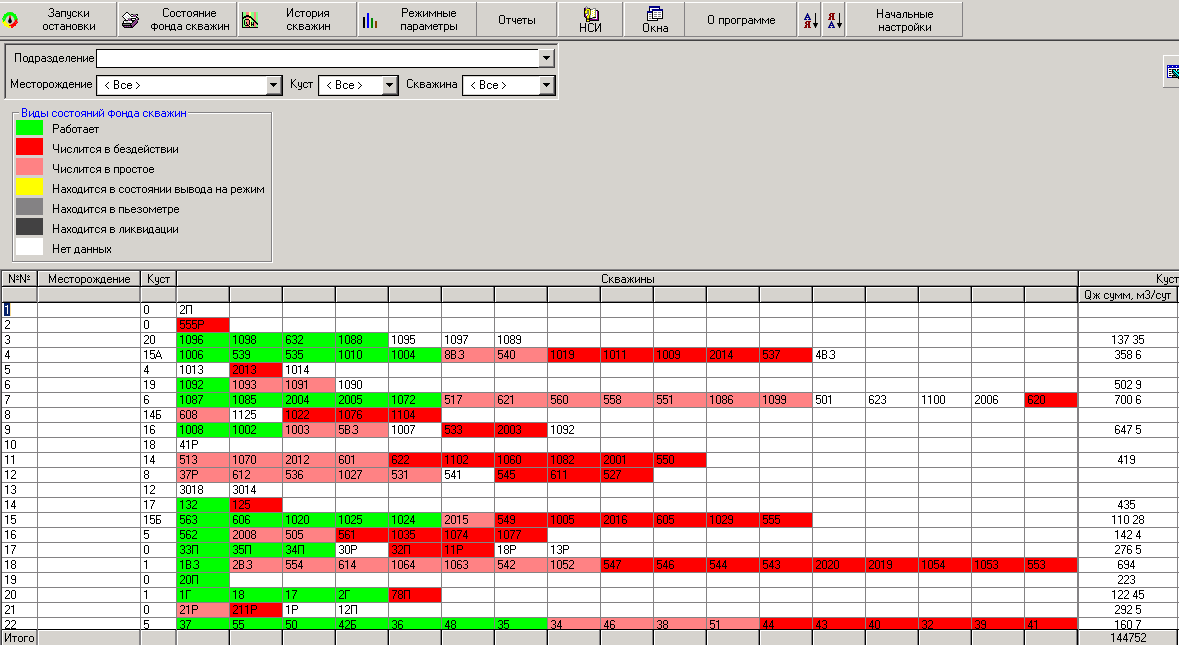 Запуски остановки Состояние фонда скважин История скважин Режимные параметры Отчеты НСИ Окна О программе А Я Я А Начальные настройки
Подразделение
Месторождение < Все > Куст < Все > Скважина < Все >
Виды состояний фонда скважин
Работает
Числится в бездействии
Числится в простое
Находится в состоянии вывода на режим
Находится в пьезометре
Находится в ликвидации
Нет данных
№№ Месторождение Куст Скважины Куст
Qж сумм, м3/сут
1 0 2П
2 0 555Р
3 20 1096 1098 632 1088 1095 1097 1089 137 35
4 15А 1006 539 535 1010 1004 8ВЗ 540 1019 1011 1009 2014 537 4ВЗ 358 6
5 4 1013 2013 1014
6 19 1092 1093 1091 1090 502 9
7 6 1087 1085 2004 2005 1072 517 621 560 558 551 1086 1099 501 623 1100 2006 620 700 6
8 14Б 608 1125 1022 1076 1104
9 16 1008 1002 1003 5ВЗ 1007 533 2003 1092 647 5
10 18 41Р
11 14 513 1070 2012 601 622 1102 1060 1082 2001 550 419
12 8 37Р 612 536 1027 531 541 545 611 527
13 12 3018 3014
14 17 132 125 435
15 15Б 563 606 1020 1025 1024 2015 549 1005 2016 605 1029 555 110 28
16 5 562 2008 505 561 1035 1074 1077 142 4
17 0 33П 35П 34П 30Р 32П 11Р 18Р 13Р 276 5
18 1 1ВЗ 2ВЗ 554 614 1064 1063 542 1052 547 546 544 543 2020 2019 1054 1053 553 694
19 0 20П 223
20 1 1Г 18 17 2Г 78П 122 45
21 0 21Р 211Р 1Р 12П 292 5
22 5 37 55 50 42Б 36 48 35 34 46 38 51 44 43 40 32 39 41 160 7
Итого 144752